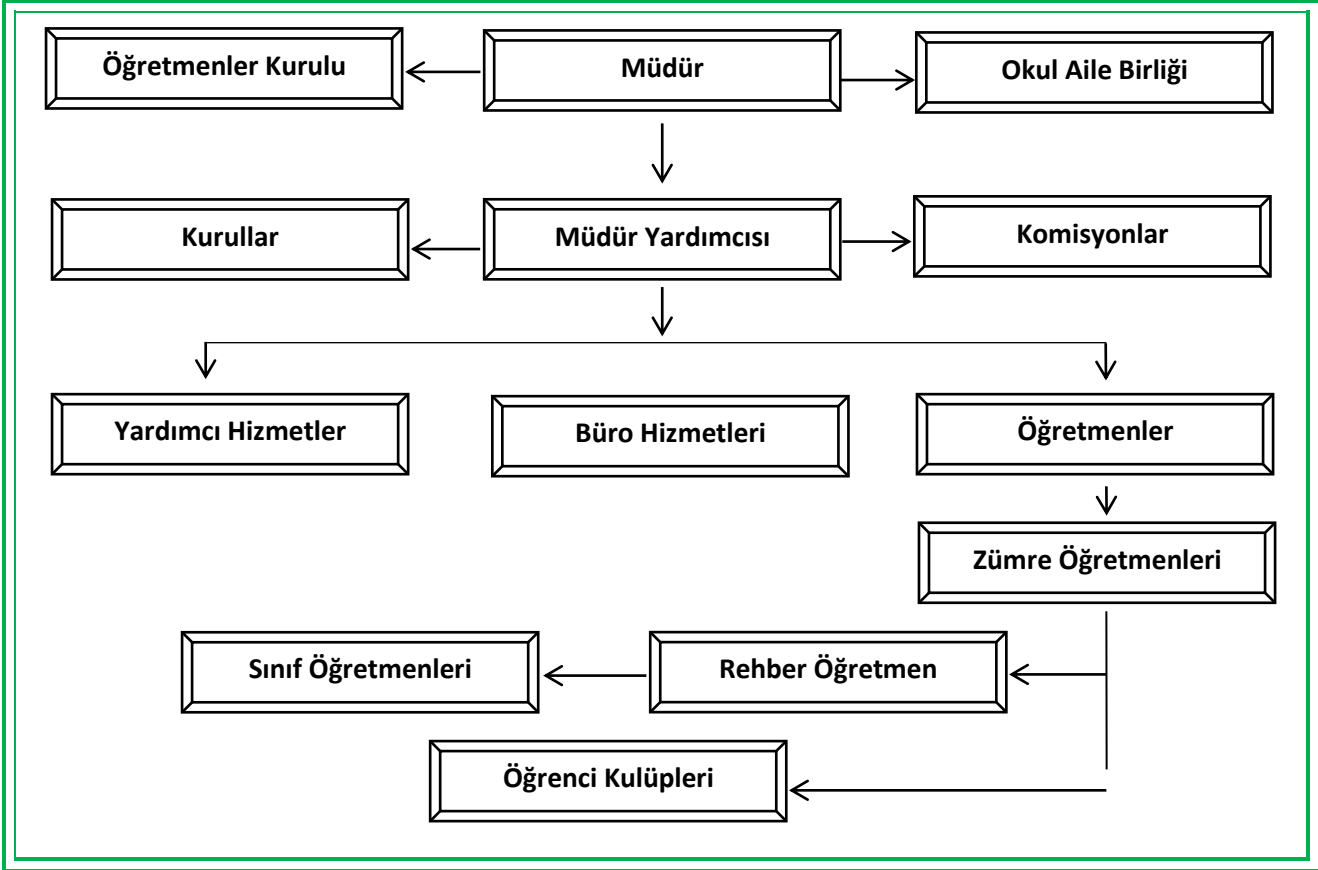 Öğretmenler Kurulu
Müdür
Okul Aile Birliği
Kurullar
Müdür Yardımcısı
Komisyonlar
Yardımcı Hizmetler
Büro Hizmetleri
Öğretmenler
Zümre Öğretmenleri
Sınıf Öğretmenleri
Rehber Öğretmen
Öğrenci Kulüpleri